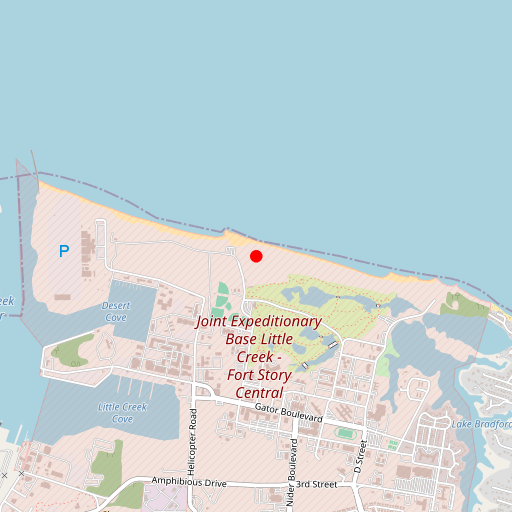 P
Desert
Cove
eek
Joint Expeditionary
Base Little
Creek -
Fort Story
Central
Little Creek
Cove
Gator Boulevard
Helicopter Road
Lake Bradford
D Street
Nider Boulevard
Amphibious Drive
3rd Street